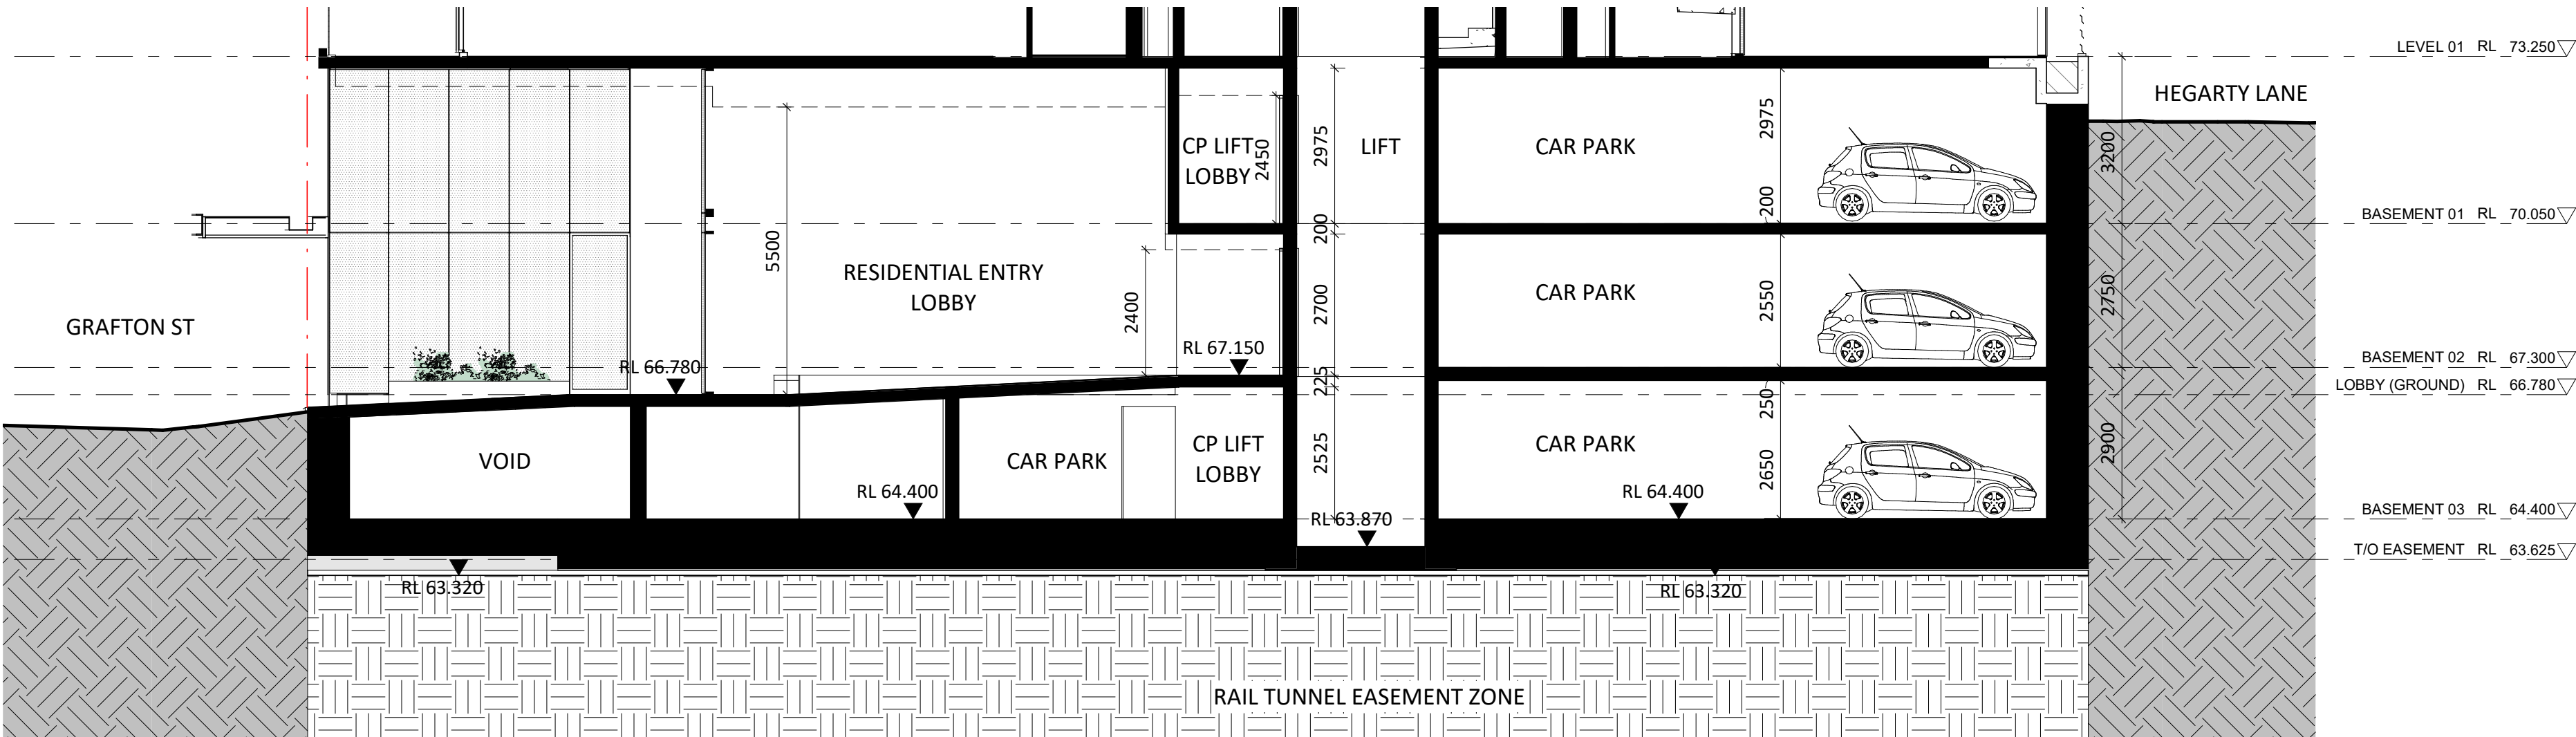 LEVEL 01 RL 73.250
HEGARTY LANE
CP LIFT
LOBBY
2450
2975
LIFT
CAR PARK
2975
3200
200
200
BASEMENT 01 RL 70.050
5500
RESIDENTIAL ENTRY
LOBBY
2400
2700
CAR PARK
2550
2750
GRAFTON ST
RL 66.780
RL 67.150
BASEMENT 02 RL 67.300
225
LOBBY (GROUND) RL 66.780
250
VOID
CAR PARK
CP LIFT
LOBBY
2525
CAR PARK
2650
2900
RL 64.400
RL 64.400
BASEMENT 03 RL 64.400
RL 63.870
T/O EASEMENT RL 63.625
RL 63.320
RL 63.320
RAIL TUNNEL EASEMENT ZONE